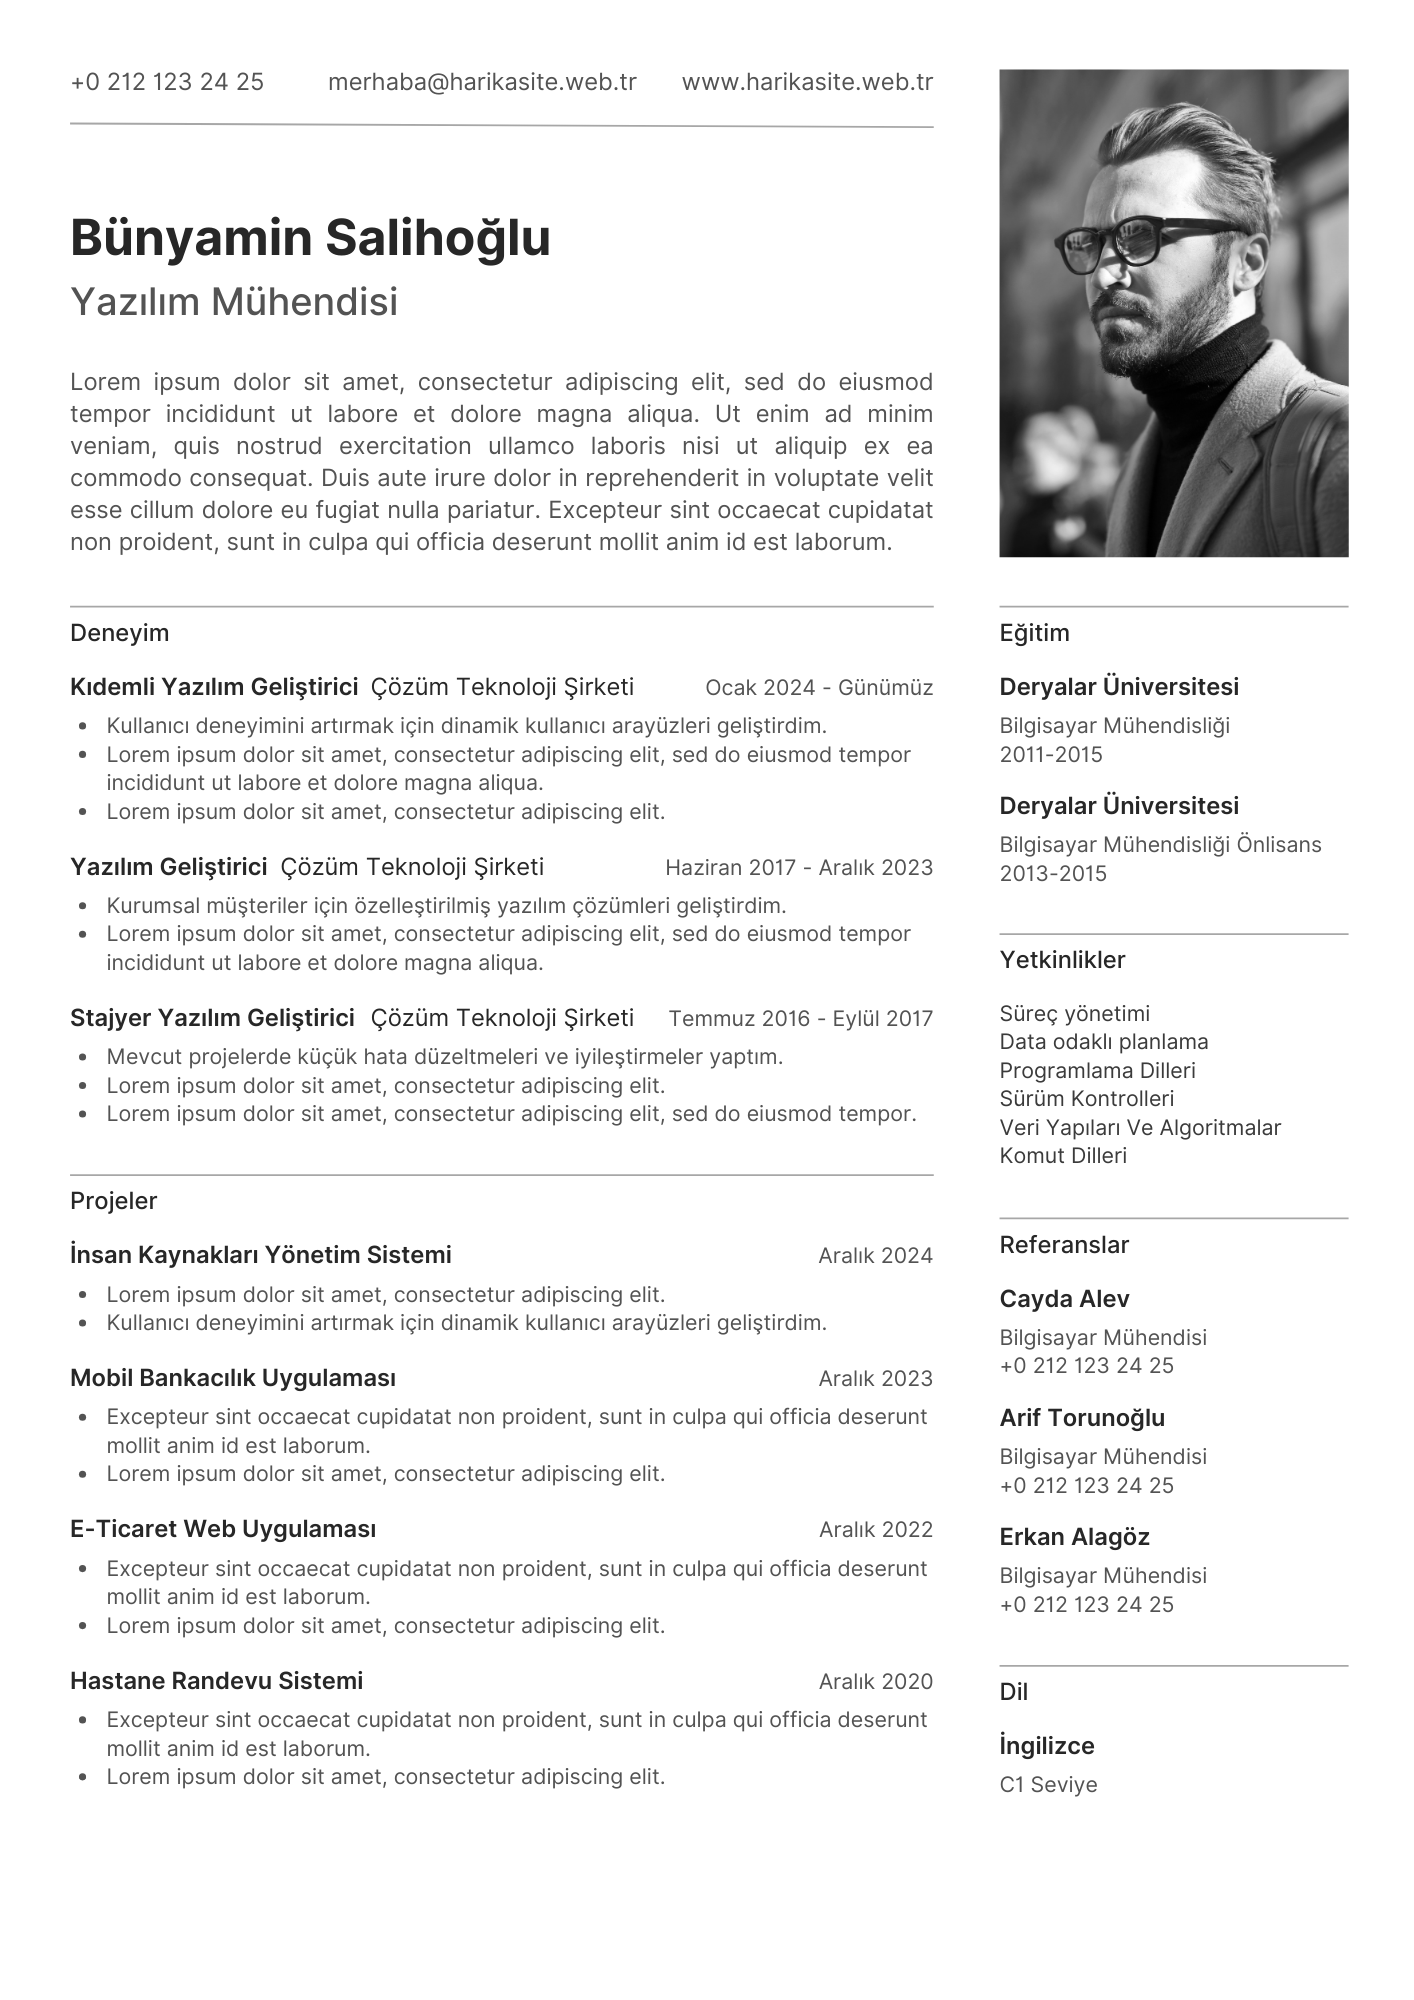 +0 212 123 24 25 merhaba@harikasite.web.tr www.harikasite.web.tr
Bünyamin Salihoğlu
Yazılım Mühendisi
Lorem ipsum dolor sit amet, consectetur adipiscing elit, sed do eiusmod
tempor incididunt ut labore et dolore magna aliqua. Ut enim ad minim
veniam, quis nostrud exercitation ullamco laboris nisi ut aliquip ex ea
commodo consequat. Duis aute irure dolor in reprehenderit in voluptate velit
esse cillum dolore eu fugiat nulla pariatur. Excepteur sint occaecat cupidatat
non proident, sunt in culpa qui officia deserunt mollit anim id est laborum.
Deneyim
Kıdemli Yazılım Geliştirici Çözüm Teknoloji Şirketi Ocak 2024 - Günümüz
• Kullanıcı deneyimini artırmak için dinamik kullanıcı arayüzleri geliştirdim.
• Lorem ipsum dolor sit amet, consectetur adipiscing elit, sed do eiusmod tempor
incididunt ut labore et dolore magna aliqua.
• Lorem ipsum dolor sit amet, consectetur adipiscing elit.
Yazılım Geliştirici Çözüm Teknoloji Şirketi Haziran 2017 - Aralık 2023
• Kurumsal müşteriler için özelleştirilmiş yazılım çözümleri geliştirdim.
• Lorem ipsum dolor sit amet, consectetur adipiscing elit, sed do eiusmod tempor
incididunt ut labore et dolore magna aliqua.
Stajyer Yazılım Geliştirici Çözüm Teknoloji Şirketi Temmuz 2016 - Eylül 2017
• Mevcut projelerde küçük hata düzeltmeleri ve iyileştirmeler yaptım.
• Lorem ipsum dolor sit amet, consectetur adipiscing elit.
• Lorem ipsum dolor sit amet, consectetur adipiscing elit, sed do eiusmod tempor.
Projeler
İnsan Kaynakları Yönetim Sistemi Aralık 2024
• Lorem ipsum dolor sit amet, consectetur adipiscing elit.
• Kullanıcı deneyimini artırmak için dinamik kullanıcı arayüzleri geliştirdim.
Mobil Bankacılık Uygulaması Aralık 2023
• Excepteur sint occaecat cupidatat non proident, sunt in culpa qui officia deserunt
mollit anim id est laborum.
• Lorem ipsum dolor sit amet, consectetur adipiscing elit.
E-Ticaret Web Uygulaması Aralık 2022
• Excepteur sint occaecat cupidatat non proident, sunt in culpa qui officia deserunt
mollit anim id est laborum.
• Lorem ipsum dolor sit amet, consectetur adipiscing elit.
Hastane Randevu Sistemi Aralık 2020
• Excepteur sint occaecat cupidatat non proident, sunt in culpa qui officia deserunt
mollit anim id est laborum.
• Lorem ipsum dolor sit amet, consectetur adipiscing elit.
Eğitim
Deryalar Üniversitesi
Bilgisayar Mühendisliği
2011-2015
Deryalar Üniversitesi
Bilgisayar Mühendisliği Önlisans
2013-2015
Yetkinlikler
Süreç yönetimi
Data odaklı planlama
Programlama Dilleri
Sürüm Kontrolleri
Veri Yapıları Ve Algoritmalar
Komut Dilleri
Referanslar
Cayda Alev
Bilgisayar Mühendisi
+0 212 123 24 25
Arif Torunoğlu
Bilgisayar Mühendisi
+0 212 123 24 25
Erkan Alagöz
Bilgisayar Mühendisi
+0 212 123 24 25
Dil
İngilizce
C1 Seviye